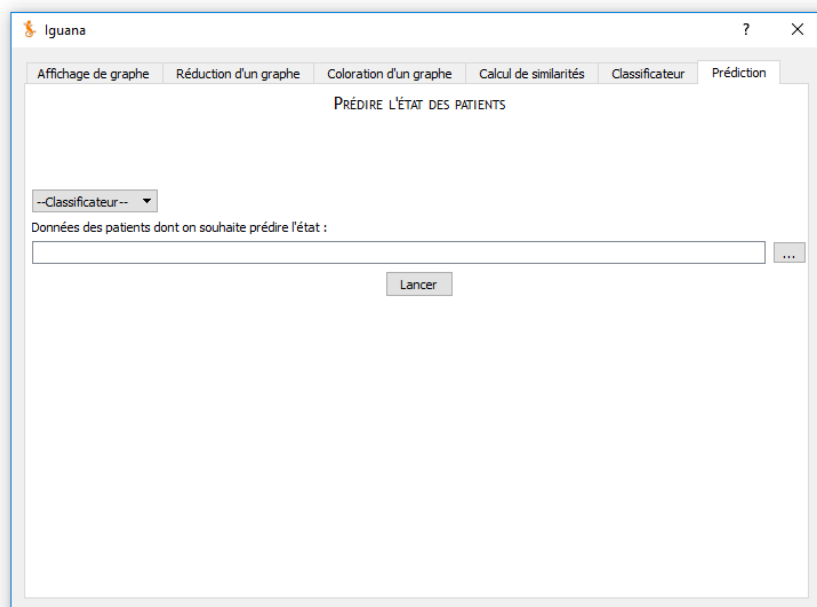 Iguana
Affichage de graphe Réduction d'un graphe Coloration d'un graphe Calcul de similarités Classificateur Prédiction
Prédire l'état des patients
--Classificateur--
Données des patients dont on souhaite prédire l'état :
...
Lancer